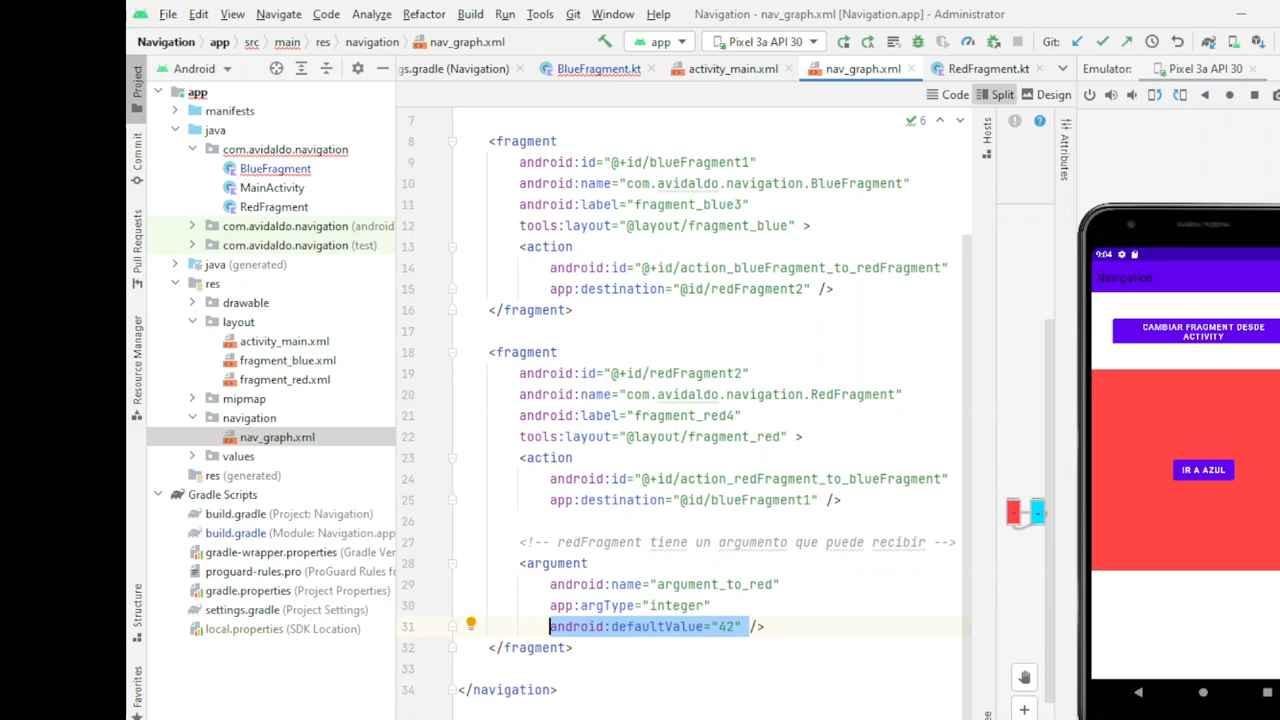 File Edit View Navigate Code Analyze Refactor Build Run Tools Git Window Help Navigation - nav_graph.xml [Navigation.app] - Administrator
Navigation app src main res navigation nav_graph.xml app Pixel 3a API 30 Git:
Android gs.gradle (Navigation) BlueFragment.kt activity_main.xml nav_graph.xml RedFragment.kt Emulator: Pixel 3a API 30
Code Split Design
Project
Commit
Pull Requests
Resource Manager
Structure
Favorites
app
manifests
java
com.avidaldo.navigation
BlueFragment
MainActivity
RedFragment
com.avidaldo.navigation (android
com.avidaldo.navigation (test)
java (generated)
res
drawable
layout
activity_main.xml
fragment_blue.xml
fragment_red.xml
mipmap
navigation
nav_graph.xml
values
res (generated)
Gradle Scripts
build.gradle (Project: Navigation)
build.gradle (Module: Navigation.app
gradle-wrapper.properties (Gradle Ver
proguard-rules.pro (ProGuard Rules for
gradle.properties (Project Properties)
settings.gradle (Project Settings)
local.properties (SDK Location)
6
7
8 <fragment
9 android:id="@+id/blueFragment1"
10 android:name="com.avidaldo.navigation.BlueFragment"
11 android:label="fragment_blue3"
12 tools:layout="@layout/fragment_blue" >
13 <action
14 android:id="@+id/action_blueFragment_to_redFragment"
15 app:destination="@id/redFragment2" />
16 </fragment>
17
18 <fragment
19 android:id="@+id/redFragment2"
20 android:name="com.avidaldo.navigation.RedFragment"
21 android:label="fragment_red4"
22 tools:layout="@layout/fragment_red" >
23 <action
24 android:id="@+id/action_redFragment_to_blueFragment"
25 app:destination="@id/blueFragment1" />
26
27 <!-- redFragment tiene un argumento que puede recibir -->
28 <argument
29 android:name="argument_to_red"
30 app:argType="integer"
31 android:defaultValue="42" />
32 </fragment>
33
34 </navigation>
Hosts
Attributes
9:04
Navigation
CAMBIAR FRAGMENT DESDE
ACTIVITY
IR A AZUL